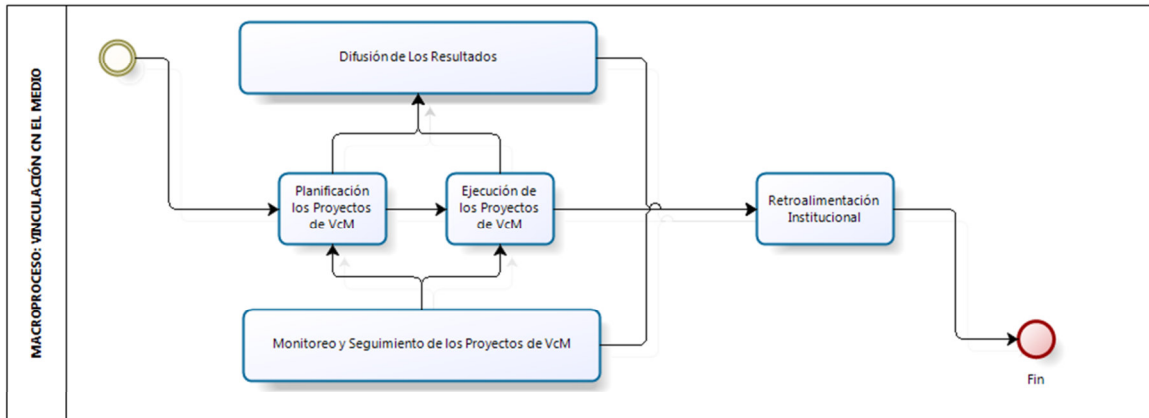 MACROPROCESO: VINCULACIÓN CN EL MEDIO
Difusión de Los Resultados
Planificación
los Proyectos
de VcM
Ejecución de
los Proyectos
de VcM
Retroalimentación
Institucional
Monitoreo y Seguimiento de los Proyectos de VcM
Fin